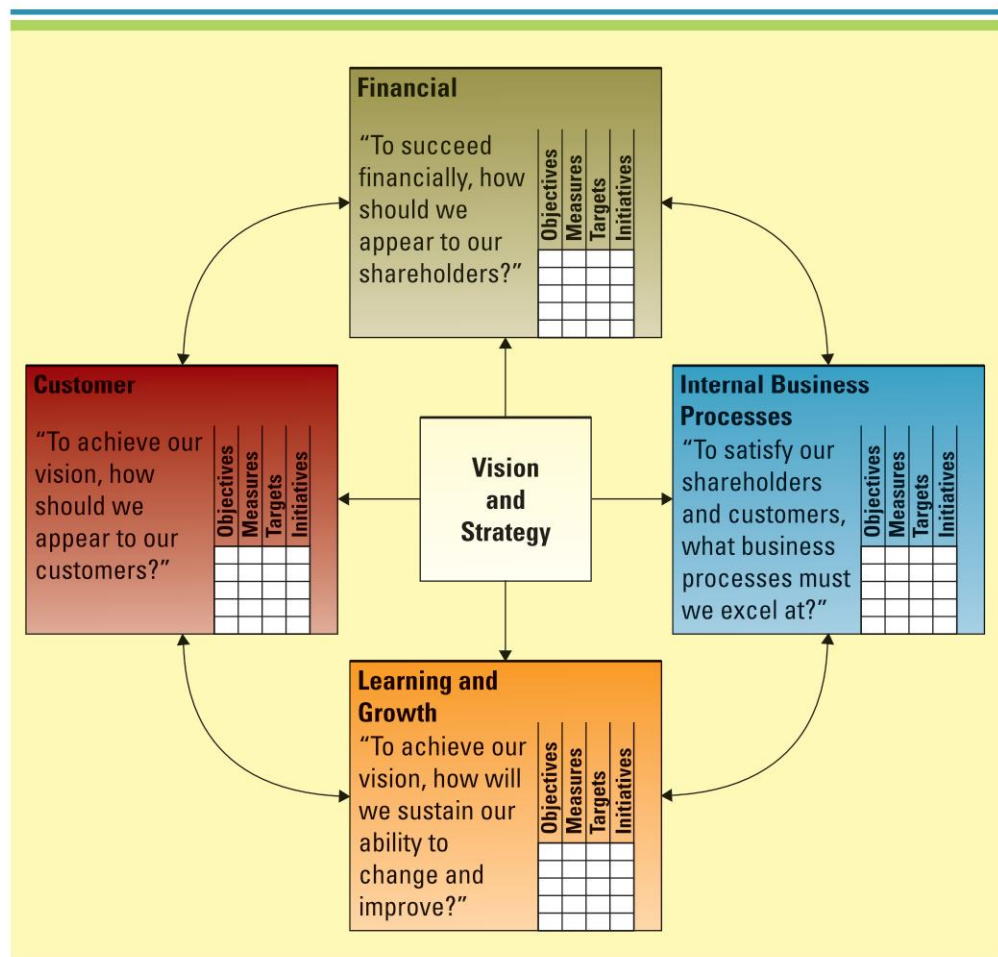 Financial
“To succeed
financially, how
should we
appear to our
shareholders?”
Objectives
Measures
Targets
Initiatives
Customer
“To achieve our
vision, how
should we
appear to our
customers?”
Objectives
Measures
Targets
Initiatives
Vision
and
Strategy
Internal Business
Processes
“To satisfy our
shareholders
and customers,
what business
processes must
we excel at?”
Objectives
Measures
Targets
Initiatives
Learning and
Growth
“To achieve our
vision, how will
we sustain our
ability to
change and
improve?”
Objectives
Measures
Targets
Initiatives